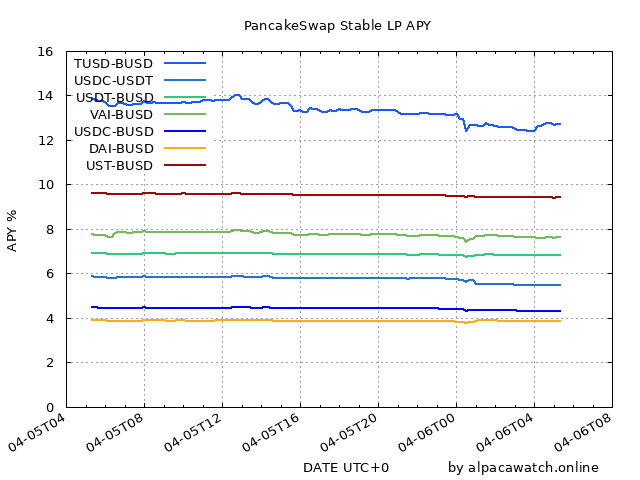 PancakeSwap Stable LP APY
16
14
12
10
8
6
4
2
0
APY %
TUSD-BUSD
USDC-USDT
USDT-BUSD
VAI-BUSD
USDC-BUSD
DAI-BUSD
UST-BUSD
04-05T04
04-05T08
04-05T12
04-05T16
04-05T20
04-06T00
04-06T04
04-06T08
DATE UTC+0
by alpacawatch.online